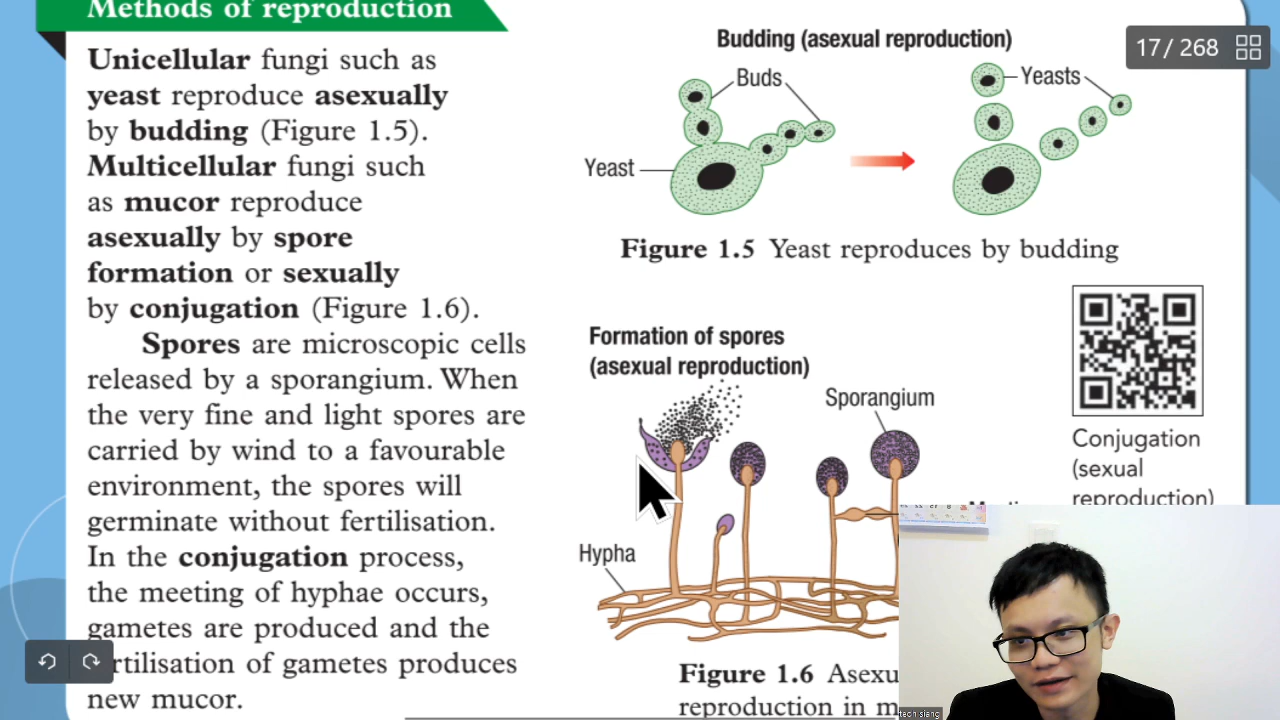 Methods of reproduction
Unicellular fungi such as
yeast reproduce asexually
by budding (Figure 1.5).
Multicellular fungi such
as mucor reproduce
asexually by spore
formation or sexually
by conjugation (Figure 1.6).
Spores are microscopic cells
released by a sporangium. When
the very fine and light spores are
carried by wind to a favourable
environment, the spores will
germinate without fertilisation.
In the conjugation process,
the meeting of hyphae occurs,
gametes are produced and the
rtilisation of gametes produces
new mucor.
Budding (asexual reproduction)
Buds
Yeasts
Yeast
Figure 1.5 Yeast reproduces by budding
Formation of spores
(asexual reproduction)
Sporangium
Hypha
Figure 1.6 Asexu
reproduction in m
Conjugation
(sexual
reproduction)
17/ 268
tech siang